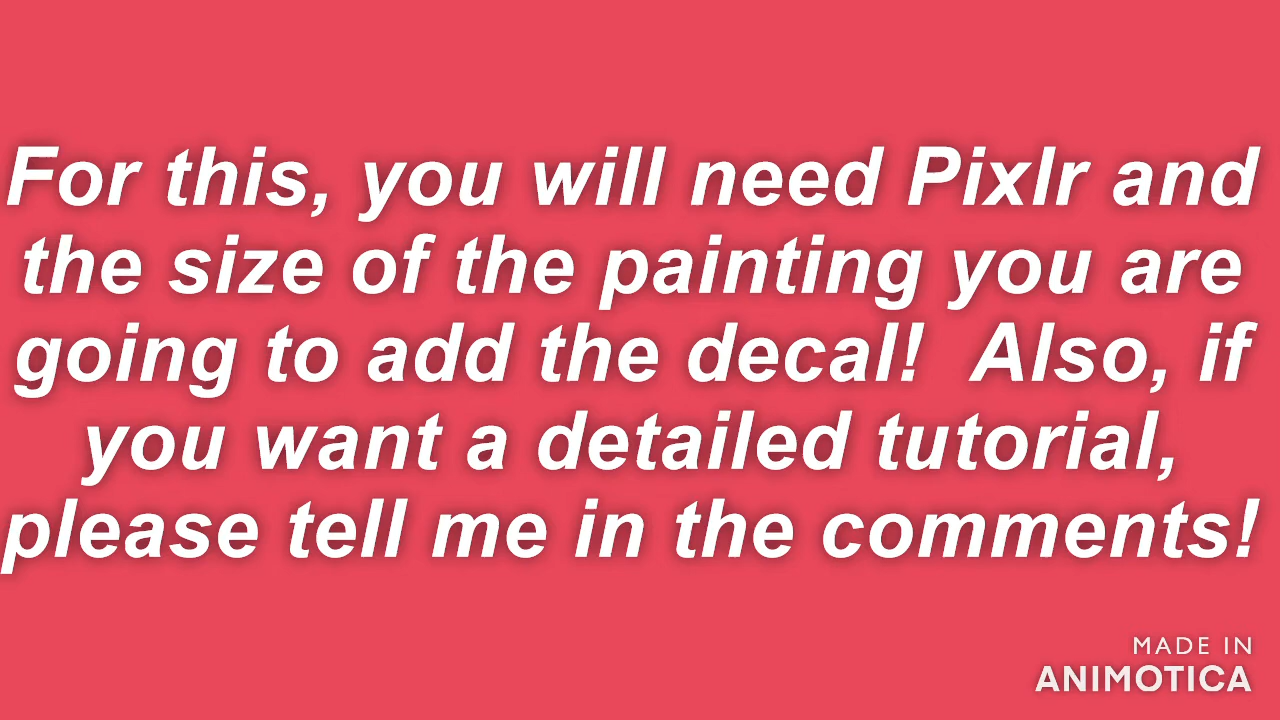 For this, you will need Pixlr and
the size of the painting you are
going to add the decal!  Also, if
you want a detailed tutorial,
please tell me in the comments!
MADE IN
ANIMOTICA